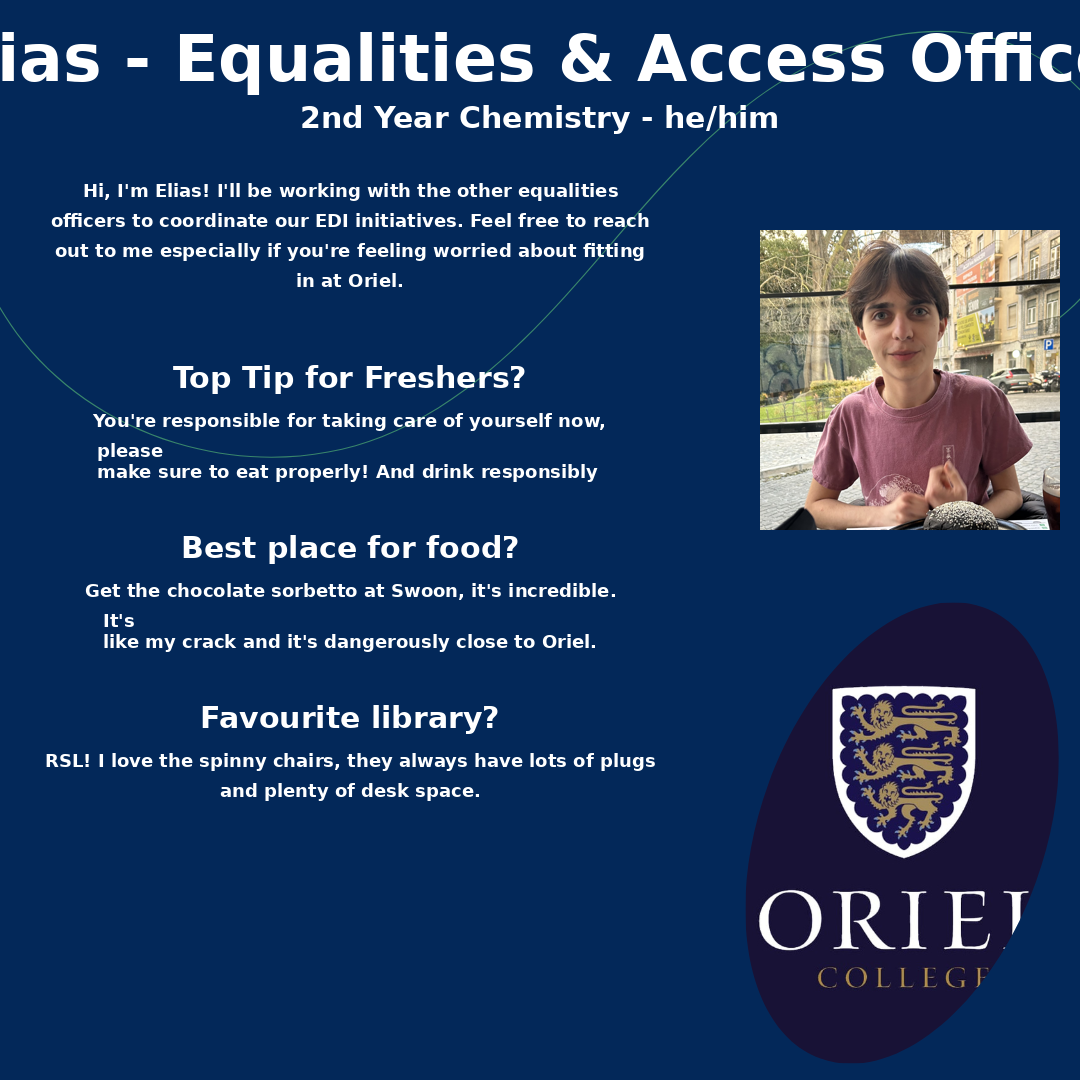 ias - Equalities & Access Offic
2nd Year Chemistry - he/him
Hi, I'm Elias! I'll be working with the other equalities
officers to coordinate our EDI initiatives. Feel free to reach
out to me especially if you're feeling worried about fitting
in at Oriel.
Top Tip for Freshers?
You're responsible for taking care of yourself now,
please
make sure to eat properly! And drink responsibly
Best place for food?
Get the chocolate sorbetto at Swoon, it's incredible.
It's
like my crack and it's dangerously close to Oriel.
Favourite library?
RSL! I love the spinny chairs, they always have lots of plugs
and plenty of desk space.
P
ORIEL
COLLEGE